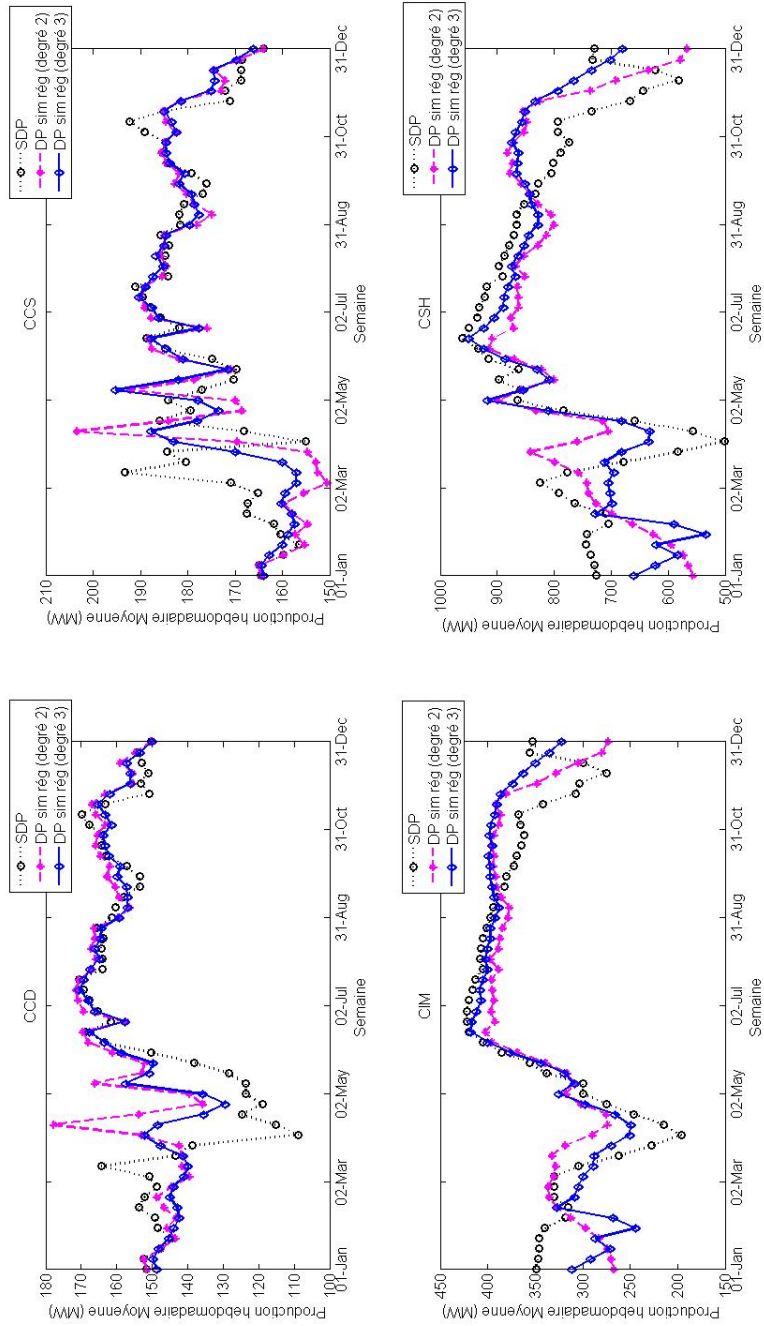 CCD
SDP
DP sim rég (degré 2)
DP sim rég (degré 3)
Production hebdomadaire Moyenne (MW)
180
160
140
120
100
01-Jan
02-Mar
02-May
02-Jul
31-Aug
31-Oct
31-Dec
Semaine
CCS
SDP
DP sim rég (degré 2)
DP sim rég (degré 3)
Production hebdomadaire Moyenne (MW)
210
200
190
180
170
160
150
01-Jan
02-Mar
02-May
02-Jul
31-Aug
31-Oct
31-Dec
Semaine
CIM
SDP
DP sim rég (degré 2)
DP sim rég (degré 3)
Production hebdomadaire Moyenne (MW)
450
400
350
300
250
200
150
01-Jan
02-Mar
02-May
02-Jul
31-Aug
31-Oct
31-Dec
Semaine
CSH
SDP
DP sim rég (degré 2)
DP sim rég (degré 3)
Production hebdomadaire Moyenne (MW)
1000
900
800
700
600
500
01-Jan
02-Mar
02-May
02-Jul
31-Aug
31-Oct
31-Dec
Semaine